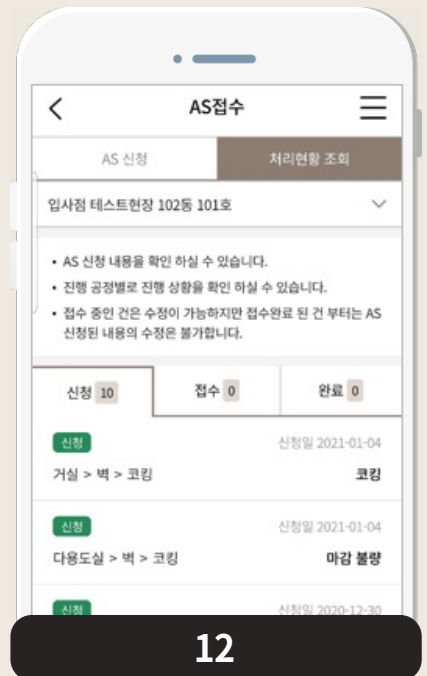 AS접수
AS 신청
처리현황 조회
입사점 테스트현장 102동 101호
• AS 신청 내용을 확인 하실 수 있습니다.
• 진행 공정별로 진행 상황을 확인 하실 수 있습니다.
• 접수 중인 건은 수정이 가능하지만 접수완료 된 건 부터는 AS
신청된 내용의 수정은 불가합니다.
신청 10
접수 0
완료 0
신청
신청일 2021-01-04
거실 > 벽 > 코킹
코킹
신청
신청일 2021-01-04
다용도실 > 벽 > 코킹
마감 불량
신청
신청일 2020-12-30
12